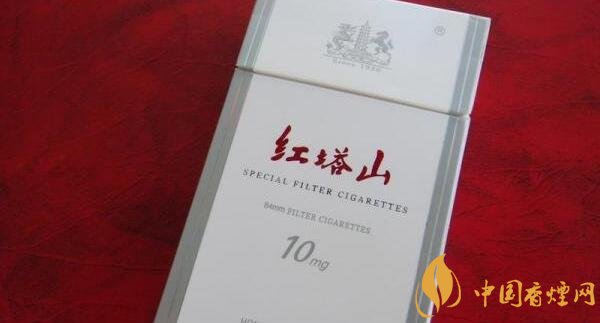 ®
Since 1956
红塔山
SPECIAL FILTER CIGARETTES
84mm FILTER CIGARETTES
10mg
中国香烟网